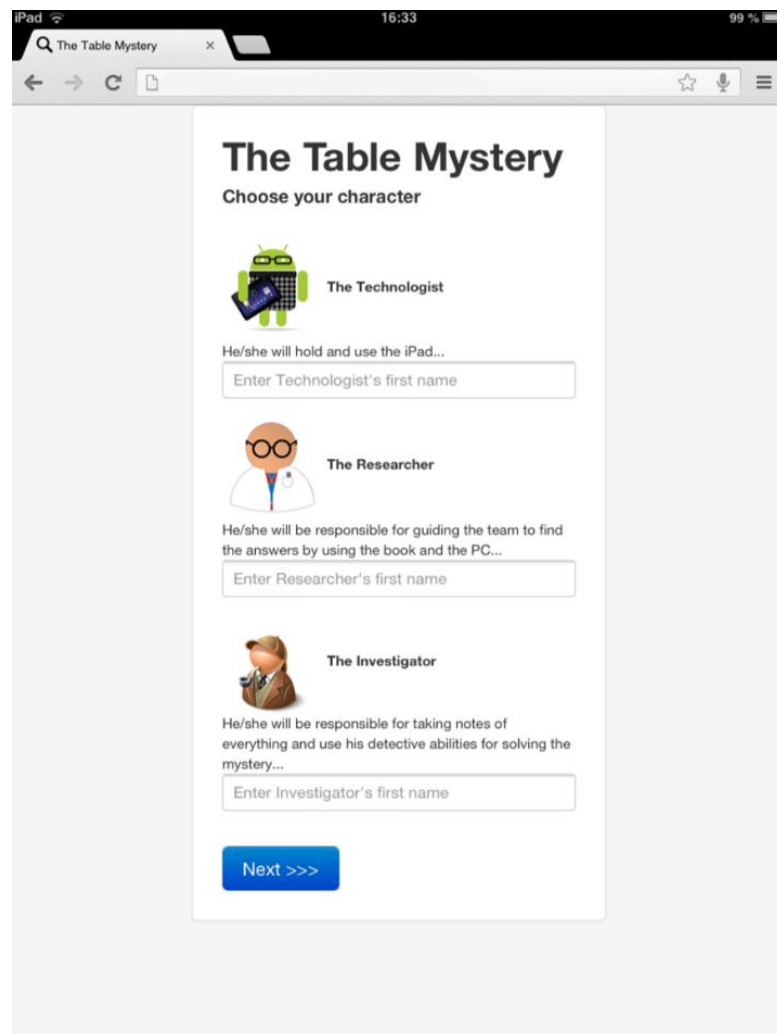 iPad 16:33 99 %
The Table Mystery
The Table Mystery
Choose your character
The Technologist
He/she will hold and use the iPad...
Enter Technologist's first name
The Researcher
He/she will be responsible for guiding the team to find
the answers by using the book and the PC...
Enter Researcher's first name
The Investigator
He/she will be responsible for taking notes of
everything and use his detective abilities for solving the
mystery...
Enter Investigator's first name
Next >>>